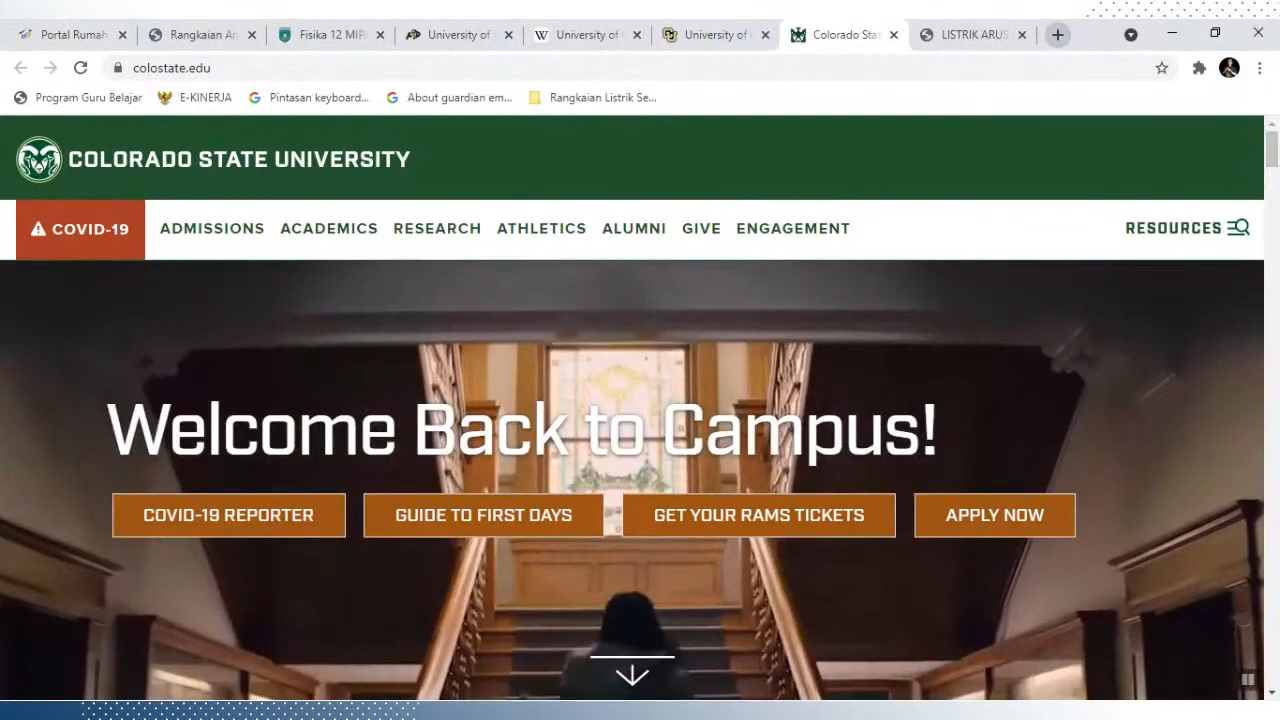 Portal Rumah
Rangkaian Ar
Fisika 12 MIP
University of
University of
University of
Colorado Sta
LISTRIK ARUS
colostate.edu
Program Guru Belajar
E-KINERJA
Pintasan keyboard...
About guardian em...
Rangkaian Listrik Se...
COLORADO STATE UNIVERSITY
COVID-19 ADMISSIONS ACADEMICS RESEARCH ATHLETICS ALUMNI GIVE ENGAGEMENT RESOURCES
Welcome Back to Campus!
COVID-19 REPORTER GUIDE TO FIRST DAYS GET YOUR RAMS TICKETS APPLY NOW